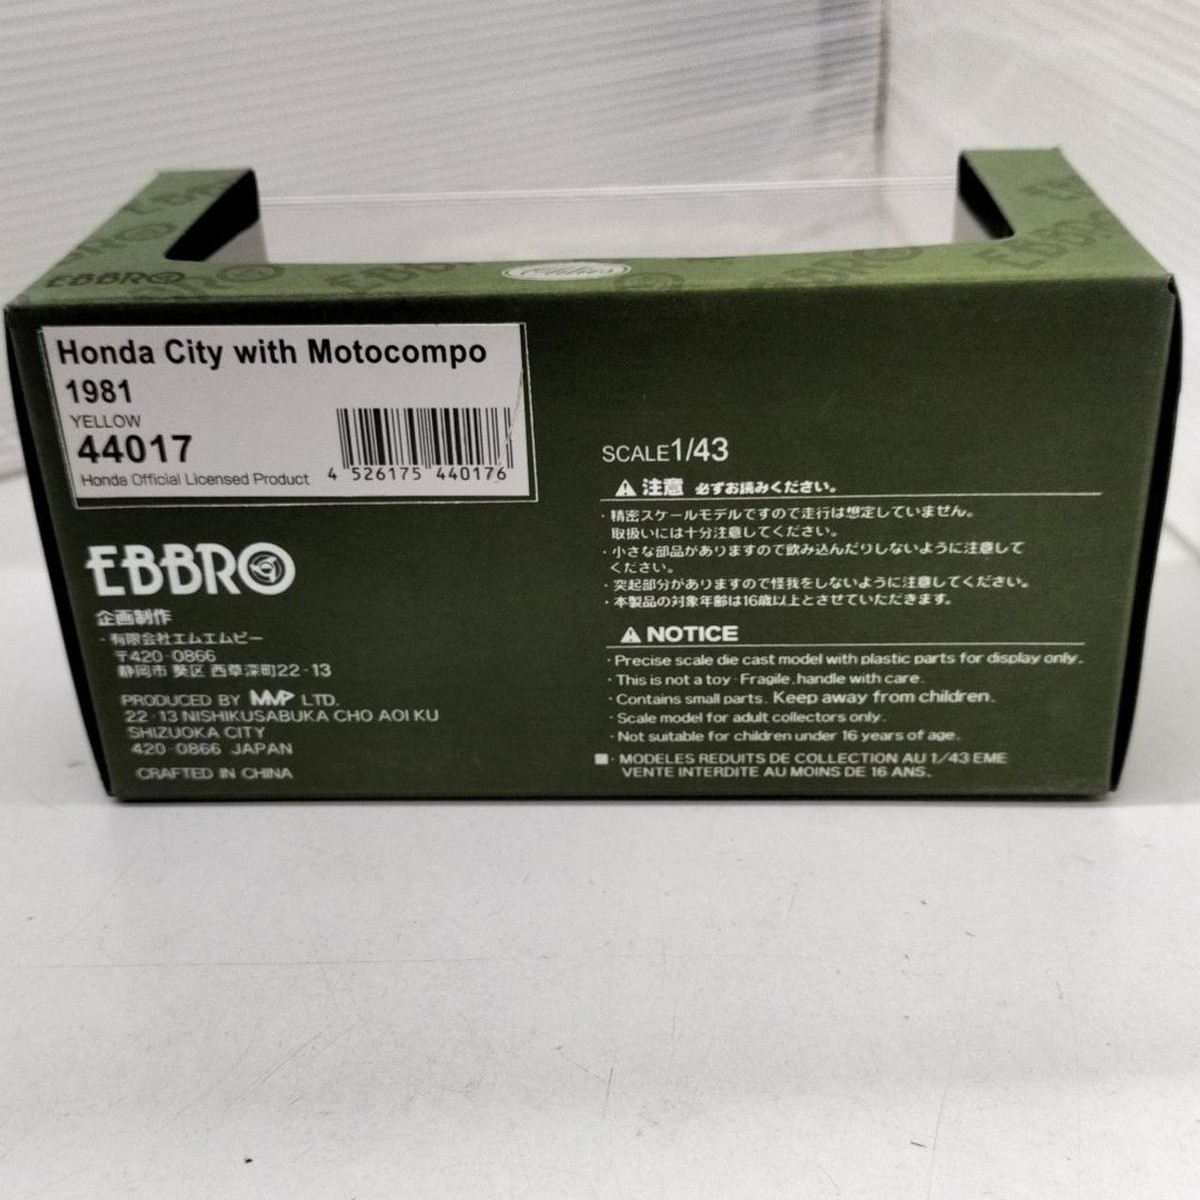 EBBRO
Oldies
Honda City with Motocompo
1981
YELLOW
44017
Honda Official Licensed Product
4 526175 440176
EBBRO
企画制作
・有限会社エムエムピー
〒420-0866
静岡市 葵区 西草深町22-13
PRODUCED BY MMP LTD.
22-13 NISHIKUSABUKA CHO AOI KU
SHIZUOKA CITY
420-0866 JAPAN
CRAFTED IN CHINA
SCALE1/43
⚠ 注意 必ずお読みください。
・精密スケールモデルですので走行は想定していません。
取扱いには十分注意してください。
・小さな部品がありますので飲み込んだりしないように注意して
ください。
・突起部分がありますので怪我をしないように注意してください。
・本製品の対象年齢は16歳以上とさせていただきます。
⚠ NOTICE
・Precise scale die cast model with plastic parts for display only.
・This is not a toy・Fragile, handle with care.
・Contains small parts. Keep away from children.
・Scale model for adult collectors only.
・Not suitable for children under 16 years of age.
■・MODELES REDUITS DE COLLECTION AU 1/43 EME
VENTE INTERDITE AU MOINS DE 16 ANS.